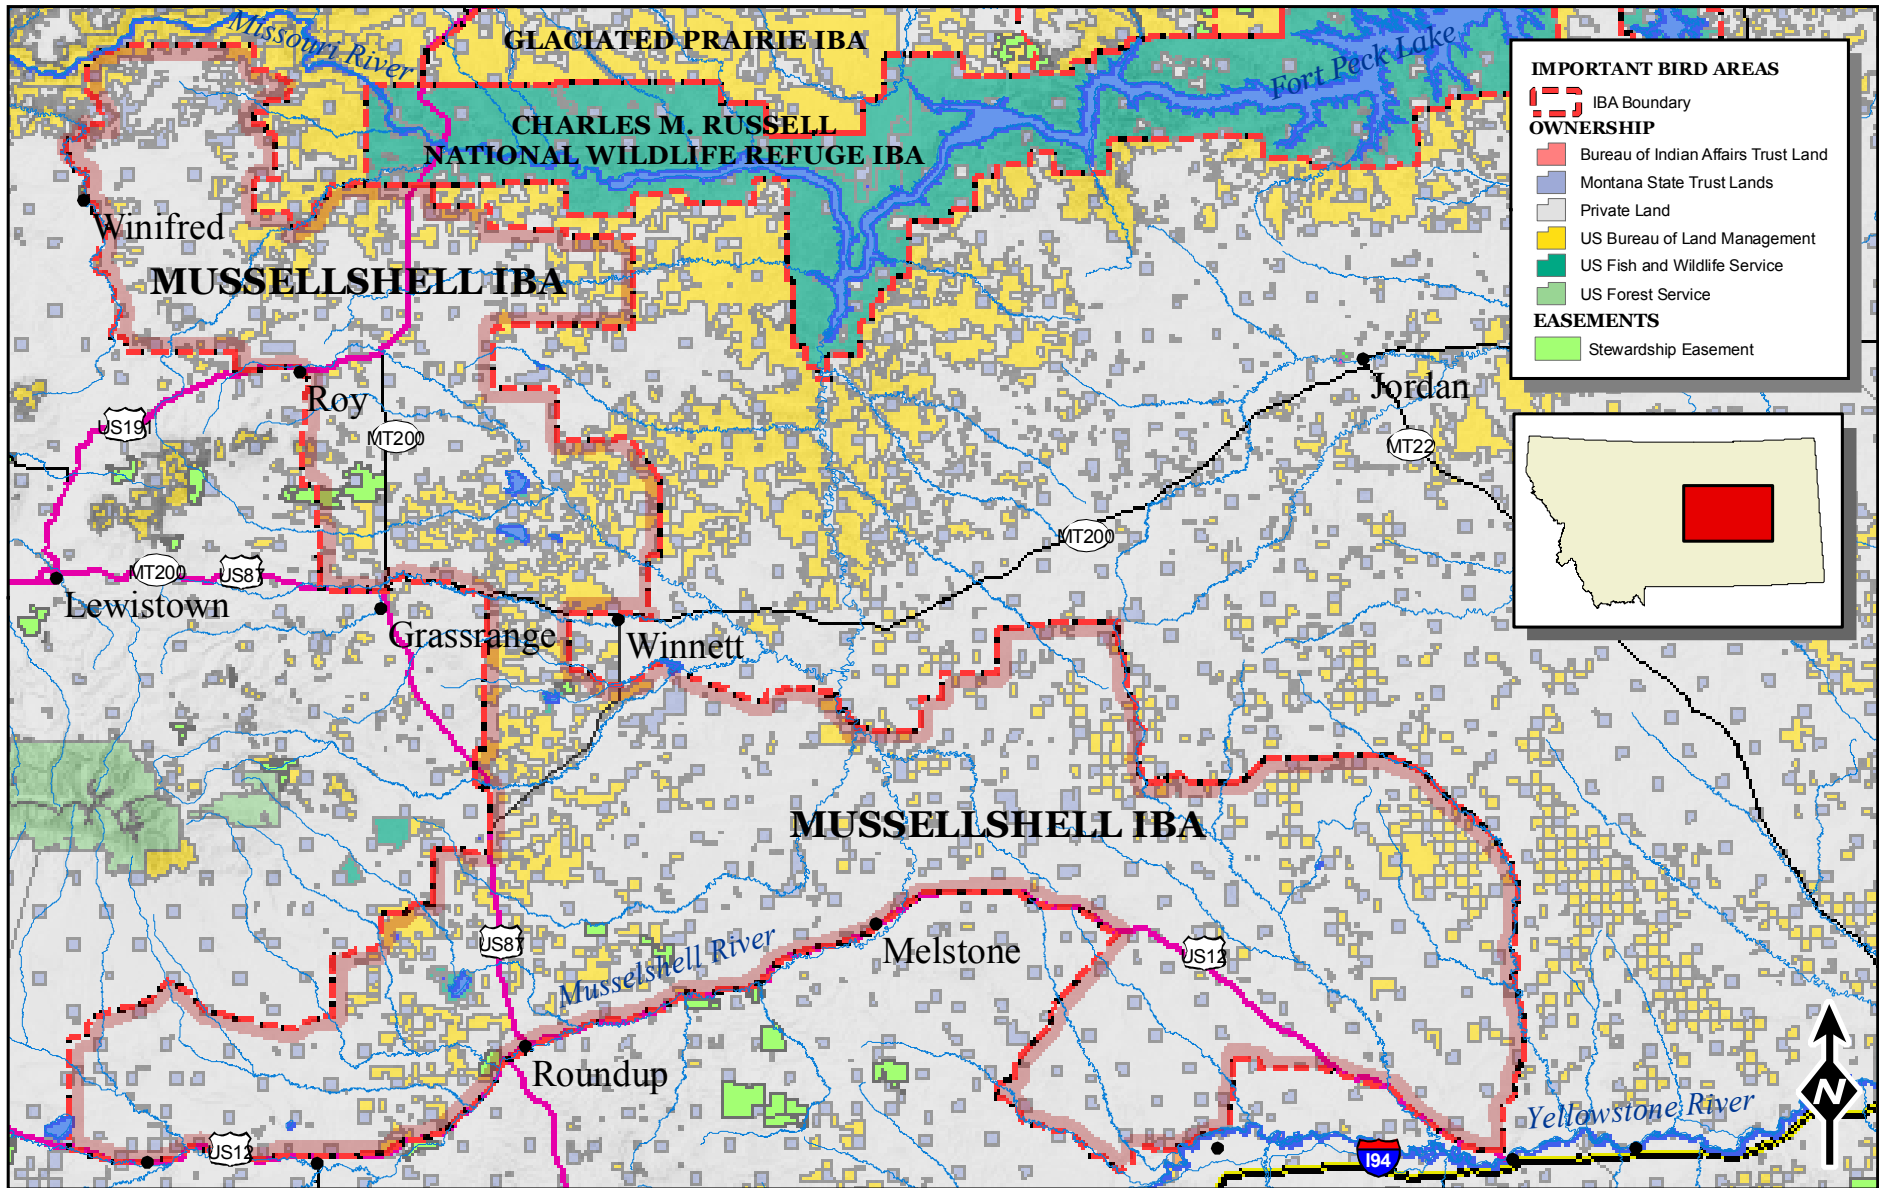 Missouri River
GLACIATED PRAIRIE IBA
Fort Peck Lake
CHARLES M. RUSSELL
NATIONAL WILDLIFE REFUGE IBA
Winifred
MUSSELLSHELL IBA
Roy
US191
MT200
Jordan
MT22
MT200
MT200
US87
Lewistown
Grassrange
Winnett
MUSSELLSHELL IBA
US87
Musselshell River
Melstone
US12
Roundup
US12
Yellowstone River
I94
N
IMPORTANT BIRD AREAS
IBA Boundary
OWNERSHIP
Bureau of Indian Affairs Trust Land
Montana State Trust Lands
Private Land
US Bureau of Land Management
US Fish and Wildlife Service
US Forest Service
EASEMENTS
Stewardship Easement